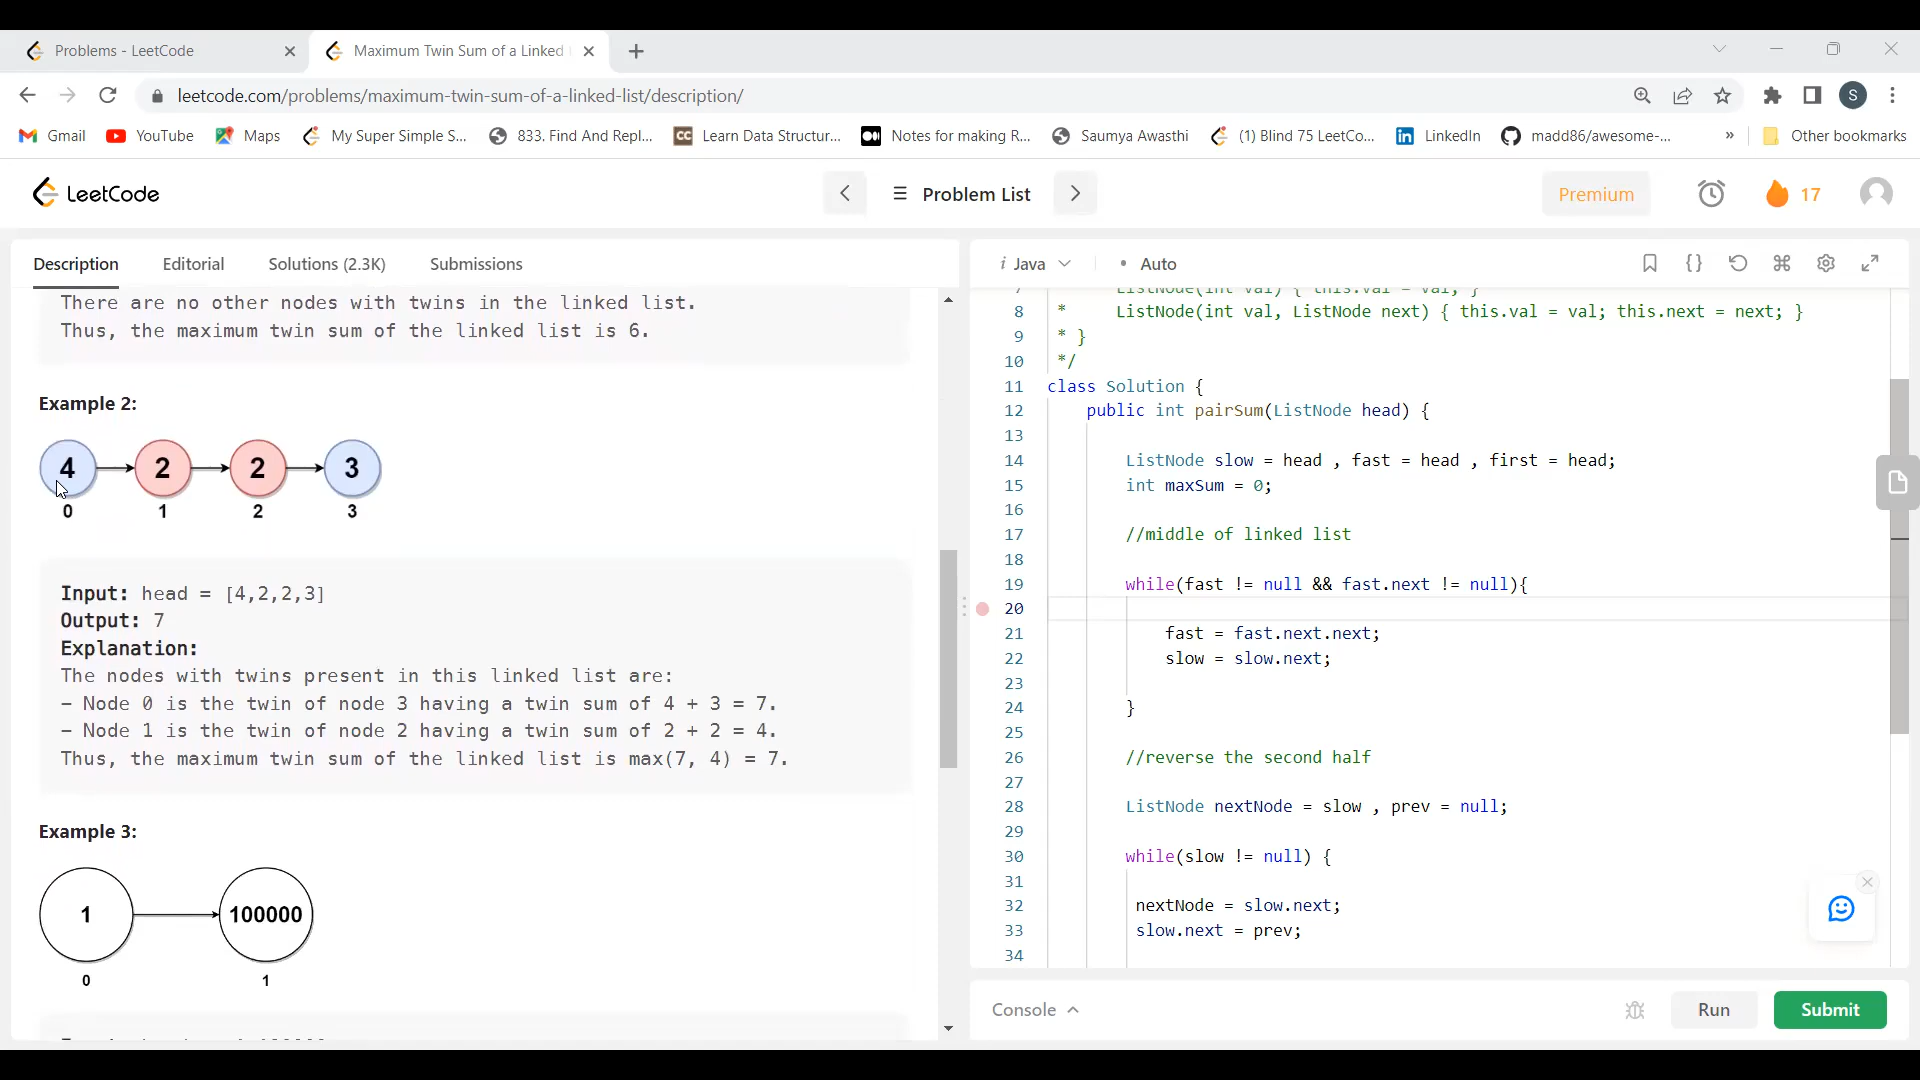 Problems - LeetCode
Maximum Twin Sum of a Linked
leetcode.com/problems/maximum-twin-sum-of-a-linked-list/description/
S
Gmail
YouTube
Maps
My Super Simple S...
833. Find And Repl...
CC
Learn Data Structur...
Notes for making R...
Saumya Awasthi
(1) Blind 75 LeetCo...
in
LinkedIn
madd86/awesome-...
»
Other bookmarks
LeetCode
Problem List
Premium
17
Description
Editorial
Solutions (2.3K)
Submissions
There are no other nodes with twins in the linked list.
Thus, the maximum twin sum of the linked list is 6.
Example 2:
4 2 2 3
0 1 2 3
Input: head = [4,2,2,3]
Output: 7
Explanation:
The nodes with twins present in this linked list are:
- Node 0 is the twin of node 3 having a twin sum of 4 + 3 = 7.
- Node 1 is the twin of node 2 having a twin sum of 2 + 2 = 4.
Thus, the maximum twin sum of the linked list is max(7, 4) = 7.
Example 3:
1 100000
0 1
i Java
• Auto
7 * ListNode(int val) { this.val = val; }
8 * ListNode(int val, ListNode next) { this.val = val; this.next = next; }
9 * }
10 */
11 class Solution {
12 public int pairSum(ListNode head) {
13
14 ListNode slow = head , fast = head , first = head;
15 int maxSum = 0;
16
17 //middle of linked list
18
19 while(fast != null && fast.next != null){
20
21 fast = fast.next.next;
22 slow = slow.next;
23
24 }
25
26 //reverse the second half
27
28 ListNode nextNode = slow , prev = null;
29
30 while(slow != null) {
31
32 nextNode = slow.next;
33 slow.next = prev;
34
Console
Run
Submit